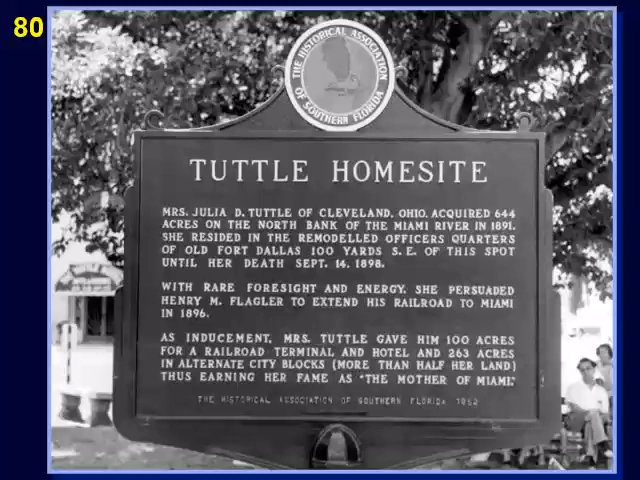 80
THE HISTORICAL ASSOCIATION
OF SOUTHERN FLORIDA
TUTTLE HOMESITE
MRS. JULIA D. TUTTLE OF CLEVELAND, OHIO, ACQUIRED 644
ACRES ON THE NORTH BANK OF THE MIAMI RIVER IN 1891.
SHE RESIDED IN THE REMODELLED OFFICERS QUARTERS
OF OLD FORT DALLAS 100 YARDS S.E. OF THIS SPOT
UNTIL HER DEATH SEPT. 14, 1898.
WITH RARE FORESIGHT AND ENERGY, SHE PERSUADED
HENRY M. FLAGLER TO EXTEND HIS RAILROAD TO MIAMI
IN 1896.
AS INDUCEMENT, MRS. TUTTLE GAVE HIM 100 ACRES
FOR A RAILROAD TERMINAL AND HOTEL AND 263 ACRES
IN ALTERNATE CITY BLOCKS (MORE THAN HALF HER LAND)
THUS EARNING HER FAME AS "THE MOTHER OF MIAMI."
THE HISTORICAL ASSOCIATION OF SOUTHERN FLORIDA 1952